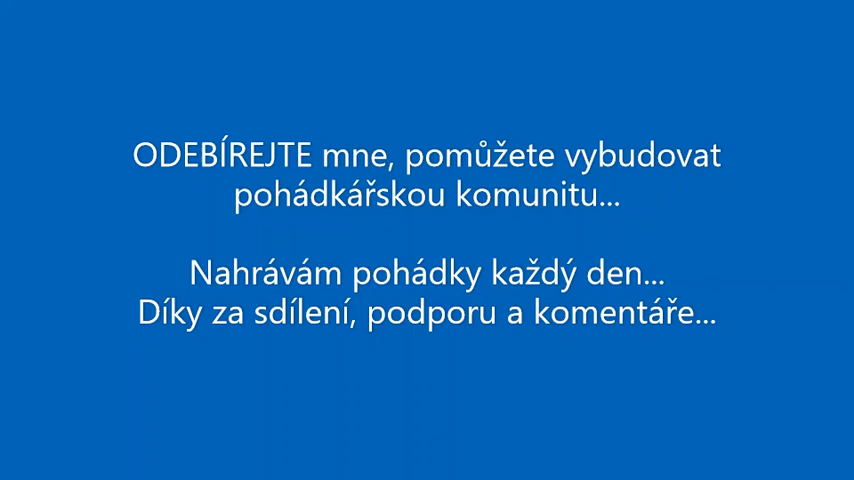 ODEBÍREJTE mne, pomůžete vybudovat
pohádkářskou komunitu...
Nahrávám pohádky každý den...
Díky za sdílení, podporu a komentáře...